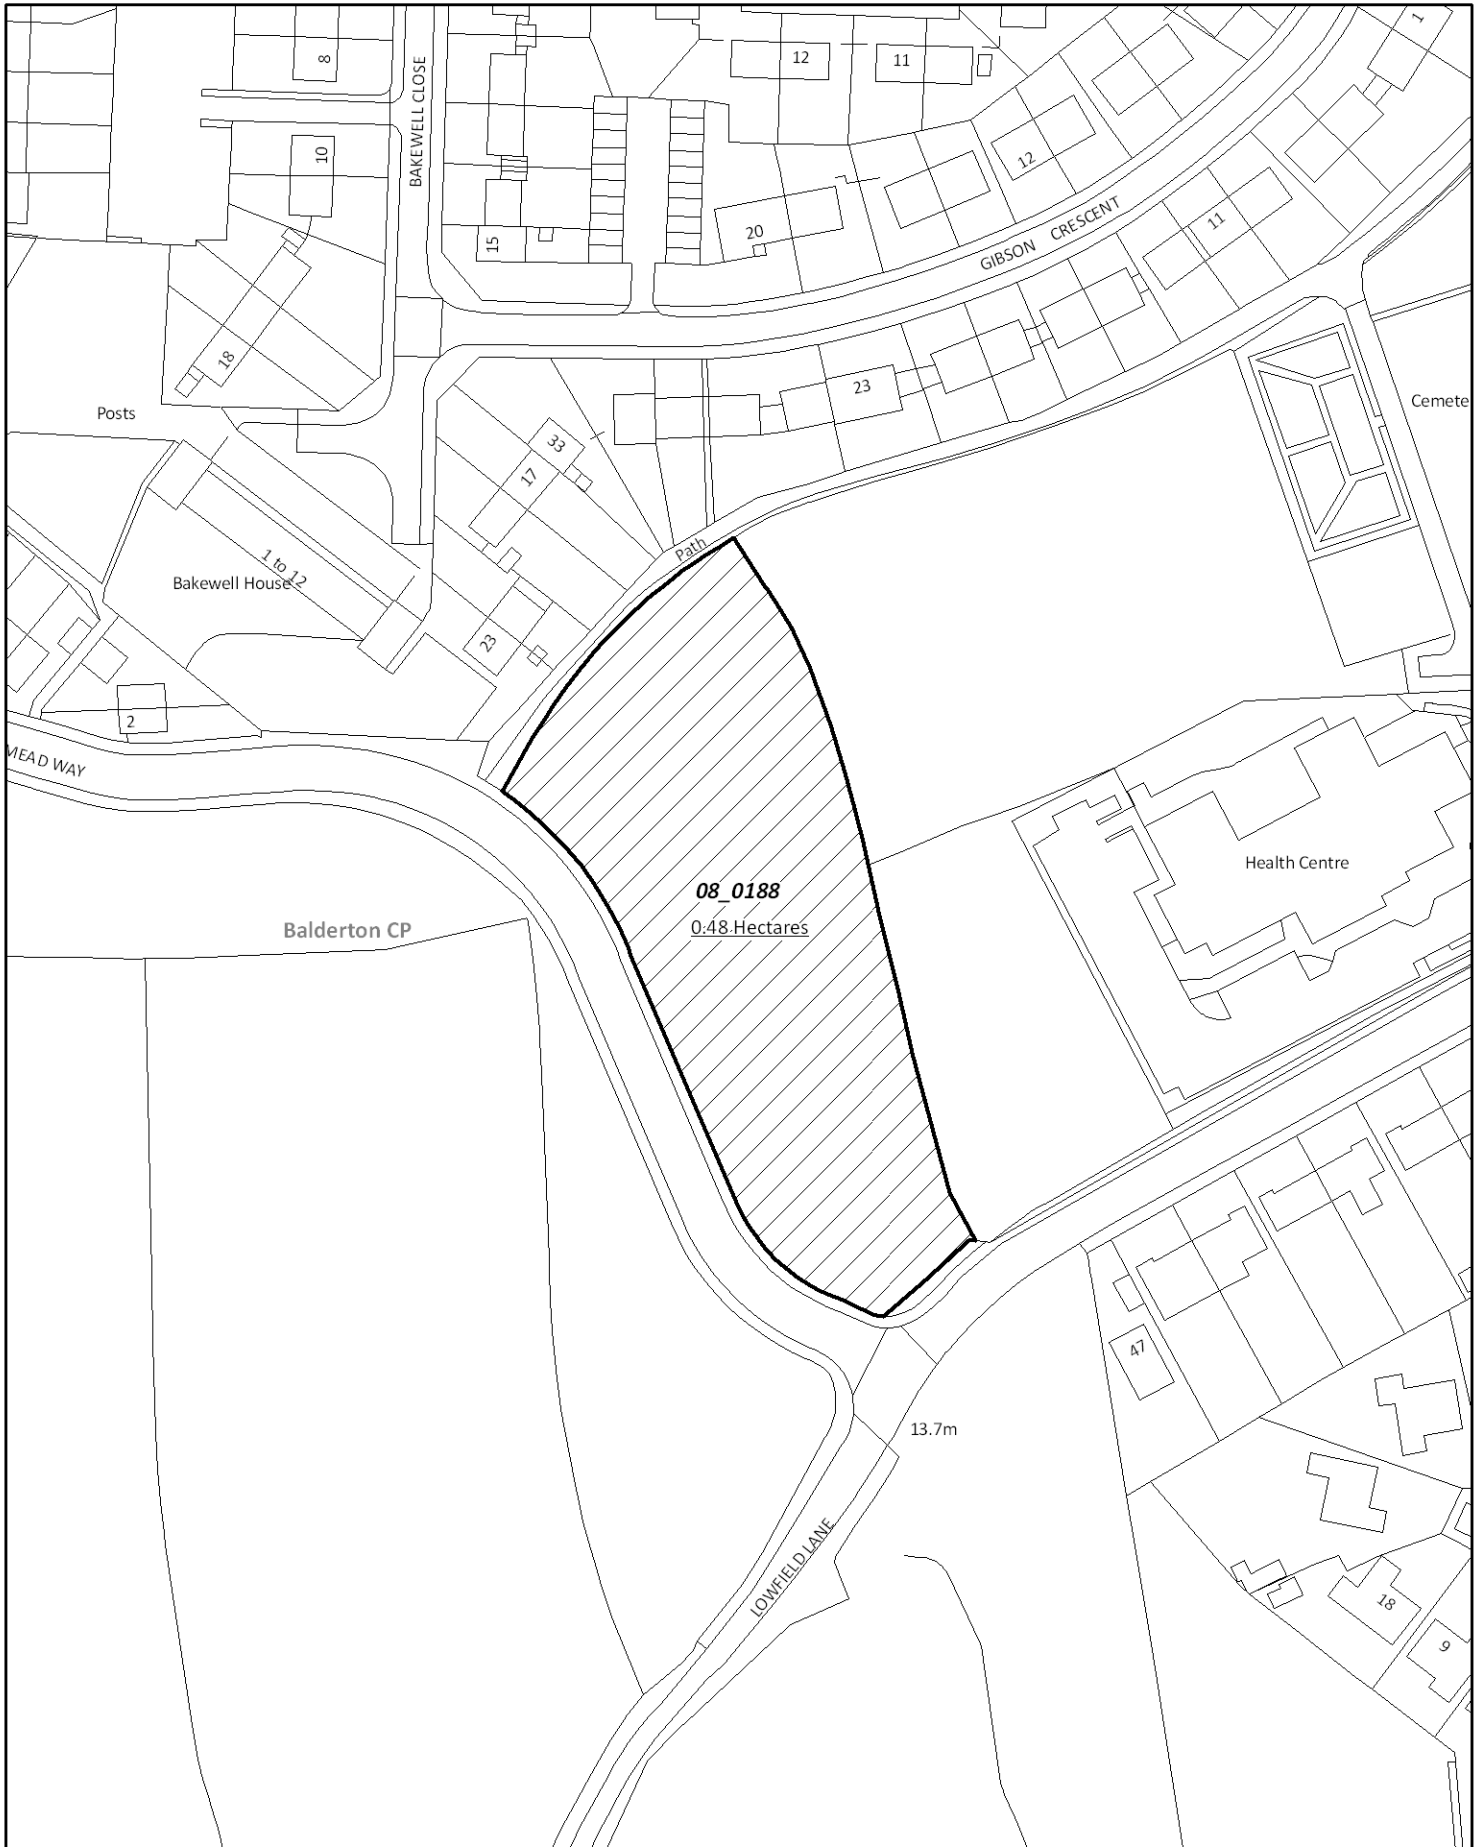 8
BAKEWELL CLOSE
12
11
1
10
12
15
20
GIBSON CRESCENT
11
18
23
Posts
33
17
Cemete
Path
1 to 12
Bakewell House
23
2
MEAD WAY
Health Centre
08_0188
0.48 Hectares
Balderton CP
47
13.7m
LOWFIELD LANE
18
9